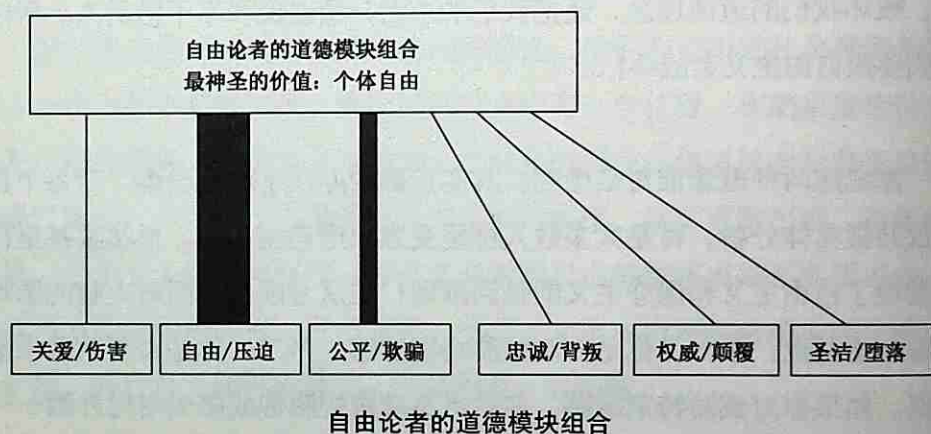 自由论者的道德模块组合
最神圣的价值：个体自由
关爱/伤害 自由/压迫 公平/欺骗 忠诚/背叛 权威/颠覆 圣洁/堕落
自由论者的道德模块组合